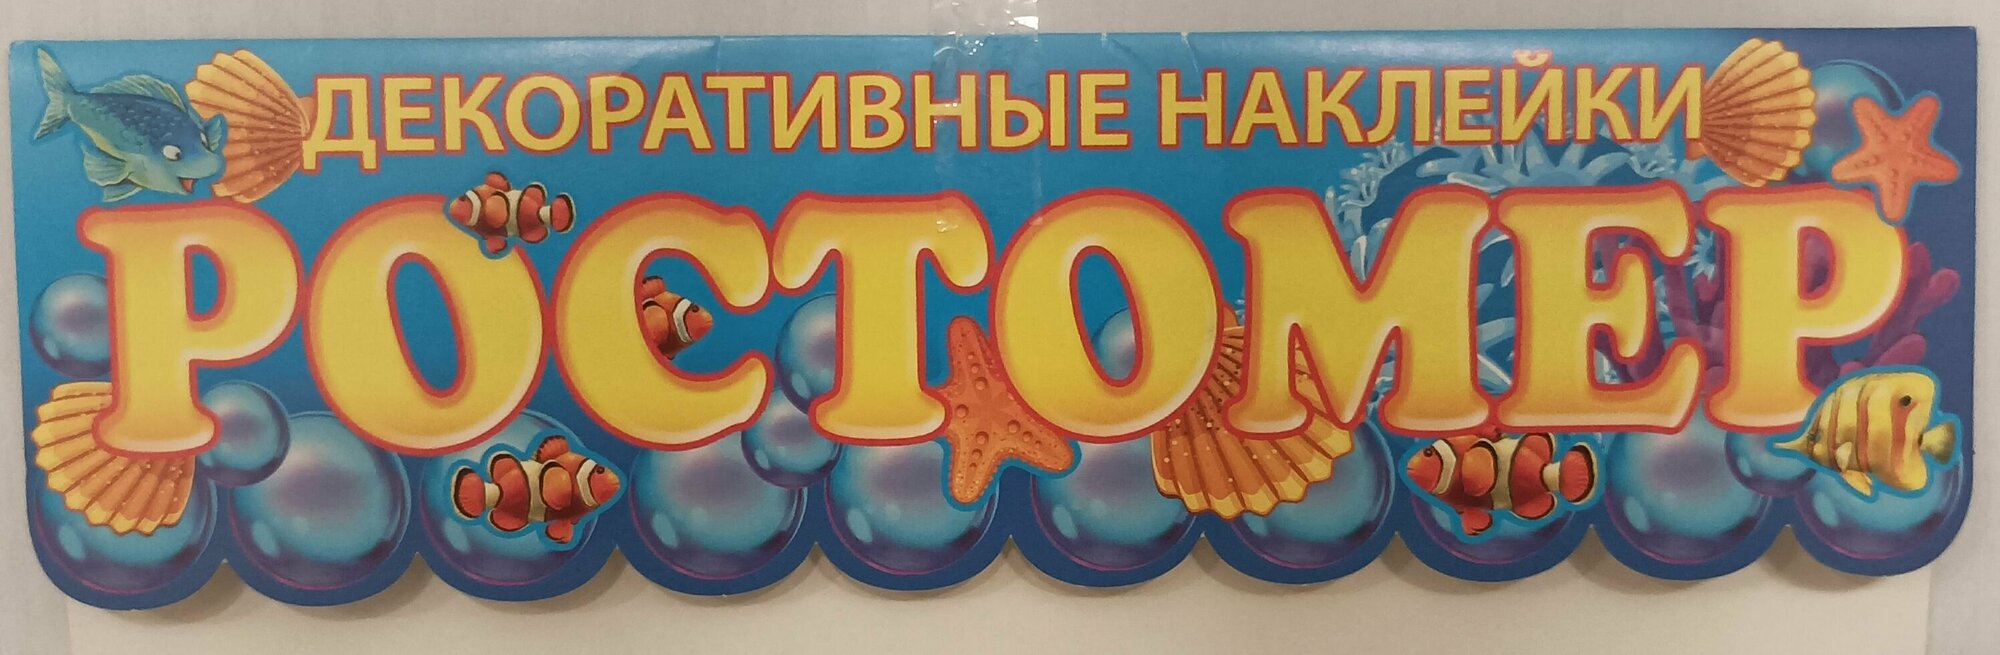 ДЕКОРАТИВНЫЕ НАКЛЕЙКИ
РОСТОМЕР